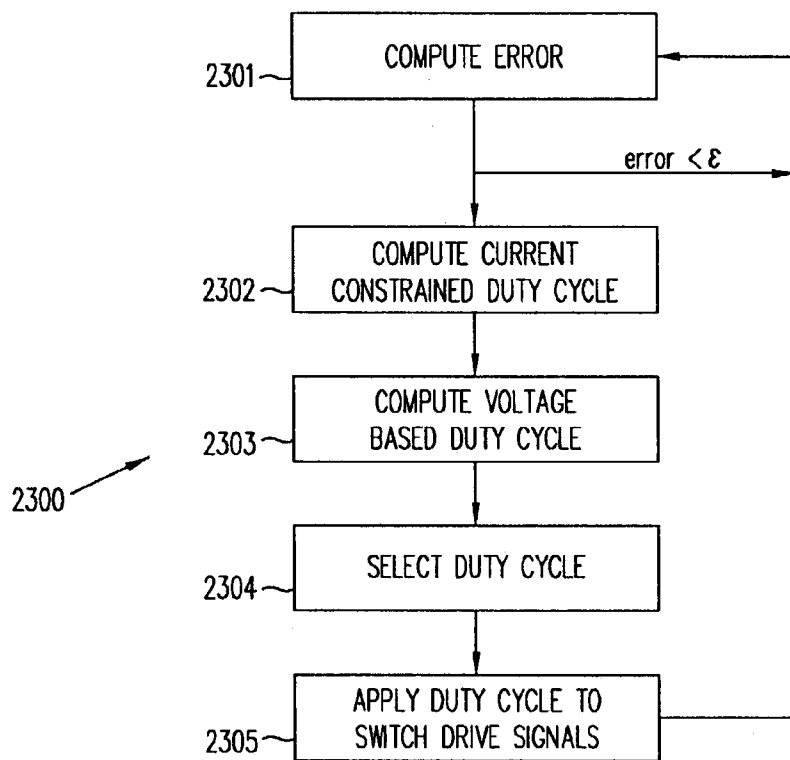 COMPUTE ERROR
2301
error < ε
COMPUTE CURRENT
CONSTRAINED DUTY CYCLE
2302
COMPUTE VOLTAGE
BASED DUTY CYCLE
2303
2300
SELECT DUTY CYCLE
2304
APPLY DUTY CYCLE TO
SWITCH DRIVE SIGNALS
2305